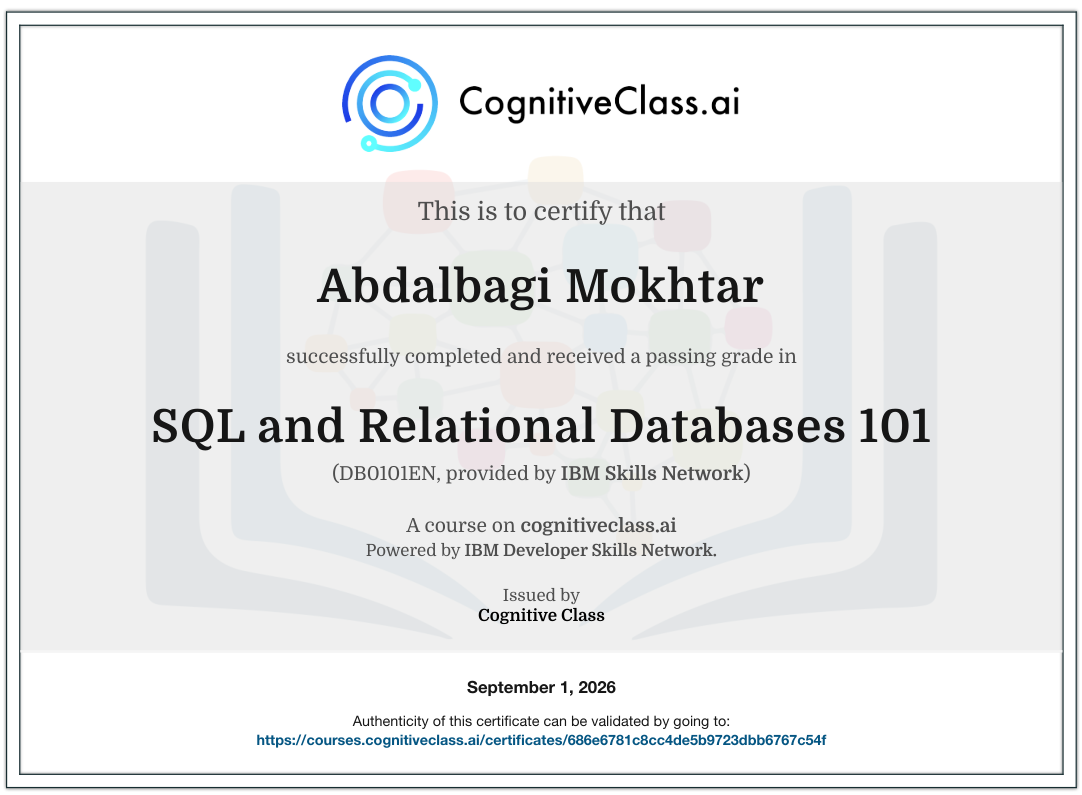 CognitiveClass.ai
This is to certify that
Abdalbagi Mokhtar
successfully completed and received a passing grade in
SQL and Relational Databases 101
(DB0101EN, provided by IBM Skills Network)
A course on cognitiveclass.ai
Powered by IBM Developer Skills Network.
Issued by
Cognitive Class
September 1, 2026
Authenticity of this certificate can be validated by going to:
https://courses.cognitiveclass.ai/certificates/686e6781c8cc4de5b9723dbb6767c54f